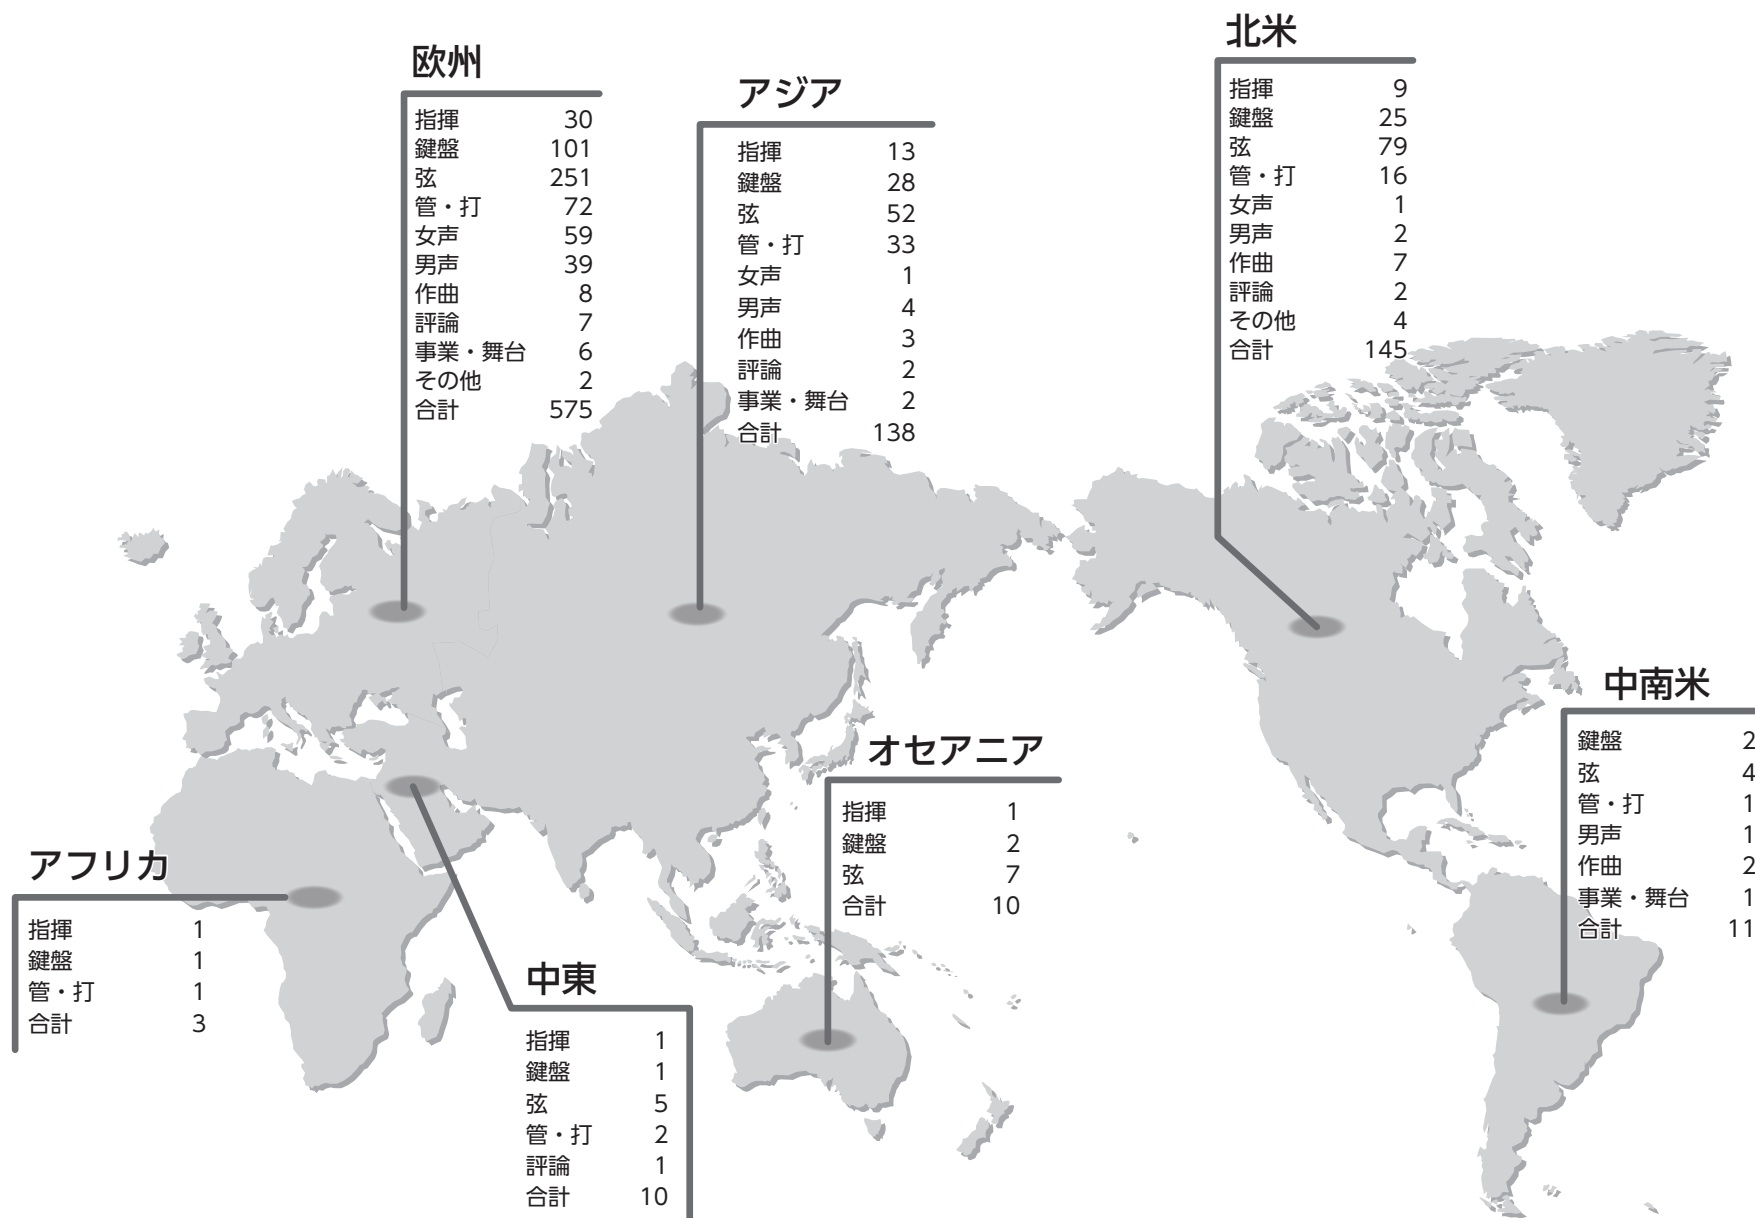 欧州
指揮 30
鍵盤 101
弦 251
管・打 72
女声 59
男声 39
作曲 8
評論 7
事業・舞台 6
その他 2
合計 575
アジア
指揮 13
鍵盤 28
弦 52
管・打 33
女声 1
男声 4
作曲 3
評論 2
事業・舞台 2
合計 138
北米
指揮 9
鍵盤 25
弦 79
管・打 16
女声 1
男声 2
作曲 7
評論 2
その他 4
合計 145
中南米
鍵盤 2
弦 4
管・打 1
男声 1
作曲 2
事業・舞台 1
合計 11
オセアニア
指揮 1
鍵盤 2
弦 7
合計 10
アフリカ
指揮 1
鍵盤 1
管・打 1
合計 3
中東
指揮 1
鍵盤 1
弦 5
管・打 2
評論 1
合計 10